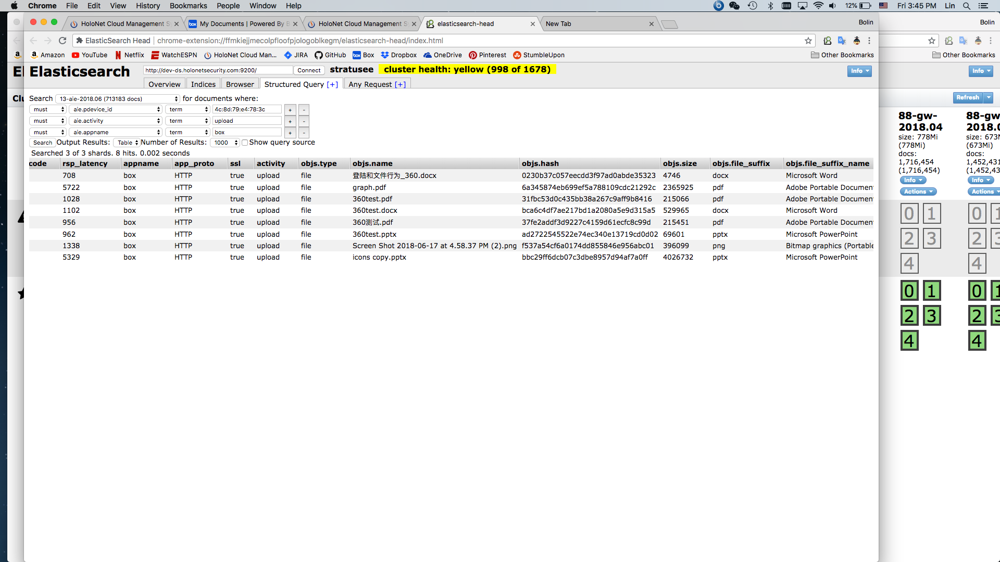 Chrome File Edit View History Bookmarks People Window Help 12% Fri 3:45 PM Lin
HoloNet Cloud Management S My Documents | Powered By B HoloNet Cloud Management S elasticsearch-head New Tab Bolin Bolin
ElasticSearch Head chrome-extension://ffmkiejjmecolpfloofpjologoblkegm/elasticsearch-head/index.html
Amazon YouTube Netflix WatchESPN HoloNet Cloud Man... JIRA GitHub Box Dropbox OneDrive Pinterest StumbleUpon Other Bookmarks Other Bookmarks
El Elasticsearch http://dev-ds.holonetsecurity.com:9200/ Connect stratusee cluster health: yellow (998 of 1678) Info Info
Overview Indices Browser Structured Query [+] Any Request [+]
Clu Search 13-aie-2018.06 (713183 docs) for documents where: Refresh
must aie.pdevice_id term 4c:8d:79:e4:78:3c + -
must aie.activity term upload + -
must aie.appname term box + -
Search Output Results: Table Number of Results: 1000 Show query source
Searched 3 of 3 shards. 8 hits. 0.002 seconds
code rsp_latency appname app_proto ssl activity objs.type objs.name objs.hash objs.size objs.file_suffix objs.file_suffix_name
708 box HTTP true upload file 登陆和文件行为_360.docx 0230b37c057eecdd3f97ad0abde35323 4746 docx Microsoft Word
5722 box HTTP true upload file graph.pdf 6a345874eb699ef5a788109cdc21292c 2365925 pdf Adobe Portable Documen
1028 box HTTP true upload file 360test.pdf 31fbc53d0c435bb38a267c9aff9b8416 215066 pdf Adobe Portable Documen
1102 box HTTP true upload file 360test.docx bca6c4df7ae217bd1a2080a5e9d315a5 529965 docx Microsoft Word
956 box HTTP true upload file 360测试.pdf 37fe2addf3d9227c4159d61ecfc8c99d 215451 pdf Adobe Portable Documen
962 box HTTP true upload file 360test.pptx ad2722545522e74ec340e13719cd0d02 69601 pptx Microsoft PowerPoint
1338 box HTTP true upload file Screen Shot 2018-06-17 at 4.58.37 PM (2).png f537a54cf6a0174dd855846e956abc01 396099 png Bitmap graphics (Portable
5329 box HTTP true upload file icons copy.pptx bbc29ff6dcb07c3dbe8957d94af7a0ff 4026732 pptx Microsoft PowerPoint
88-gw- 88-gw
2018.04 2018.0
size: 778Mi size: 673M
(778Mi) (673Mi)
docs: docs:
1,716,454 1,452,431
(1,716,454) (1,452,43
Info Info
Actions Actions
0 1 0 1
2 3 2 3
4 4
0 1 0 1
2 3 2 3
4 4